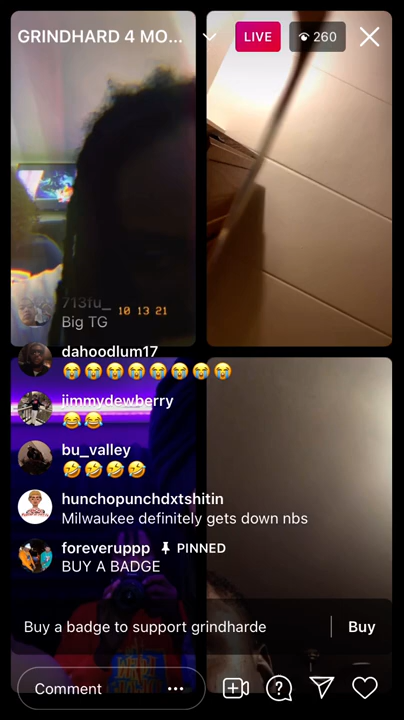 GRINDHARD 4 MO...
LIVE
260
713fu_
10 13 21
Big TG
dahoodlum17
😭😭😭😭😭😭😭😭
jimmydewberry
😂😂
bu_valley
🤣🤣🤣🤣
hunchopunchdxtshitin
Milwaukee definitely gets down nbs
foreveruppp PINNED
BUY A BADGE
Buy a badge to support grindharde
Buy
Comment